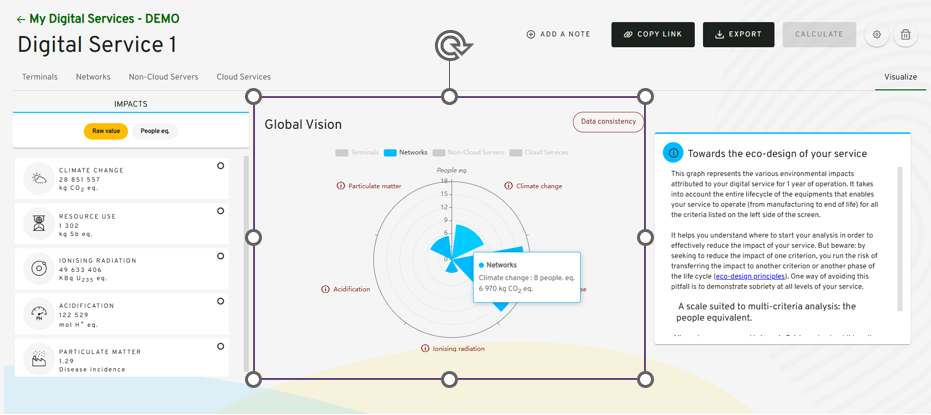 ← My Digital Services - DEMO
Digital Service 1
ADD A NOTE
COPY LINK
EXPORT
CALCULATE
Terminals
Networks
Non-Cloud Servers
Cloud Services
Visualize
IMPACTS
Raw value
People eq.
CLIMATE CHANGE
28 851 557
kg CO2 eq.
RESOURCE USE
1 302
kg Sb eq.
IONISING RADIATION
49 633 406
KBq U235 eq.
ACIDIFICATION
122 529
mol H+ eq.
PARTICULATE MATTER
1.29
Disease incidence
Global Vision
Data consistency
Terminals
Networks
Non-Cloud Servers
Cloud Services
People eq.
18
15
12
9
6
3
0
Particulate matter
Climate change
Acidification
Ionising radiation
Networks
Climate change : 8 people. eq.
6 970 kg CO2 eq.
Towards the eco-design of your service
This graph represents the various environmental impacts
attributed to your digital service for 1 year of operation. It takes
into account the entire lifecycle of the equipments that enables
your service to operate (from manufacturing to end of life) for all
the criteria listed on the left side of the screen.
It helps you understand where to start your analysis in order to
effectively reduce the impact of your service. But beware: by
seeking to reduce the impact of one criterion, you run the risk of
transferring the impact to another criterion or another phase of
the life cycle (eco-design principles). One way of avoiding this
pitfall is to demonstrate sobriety at all levels of your service.
A scale suited to multi-criteria analysis: the
people equivalent.